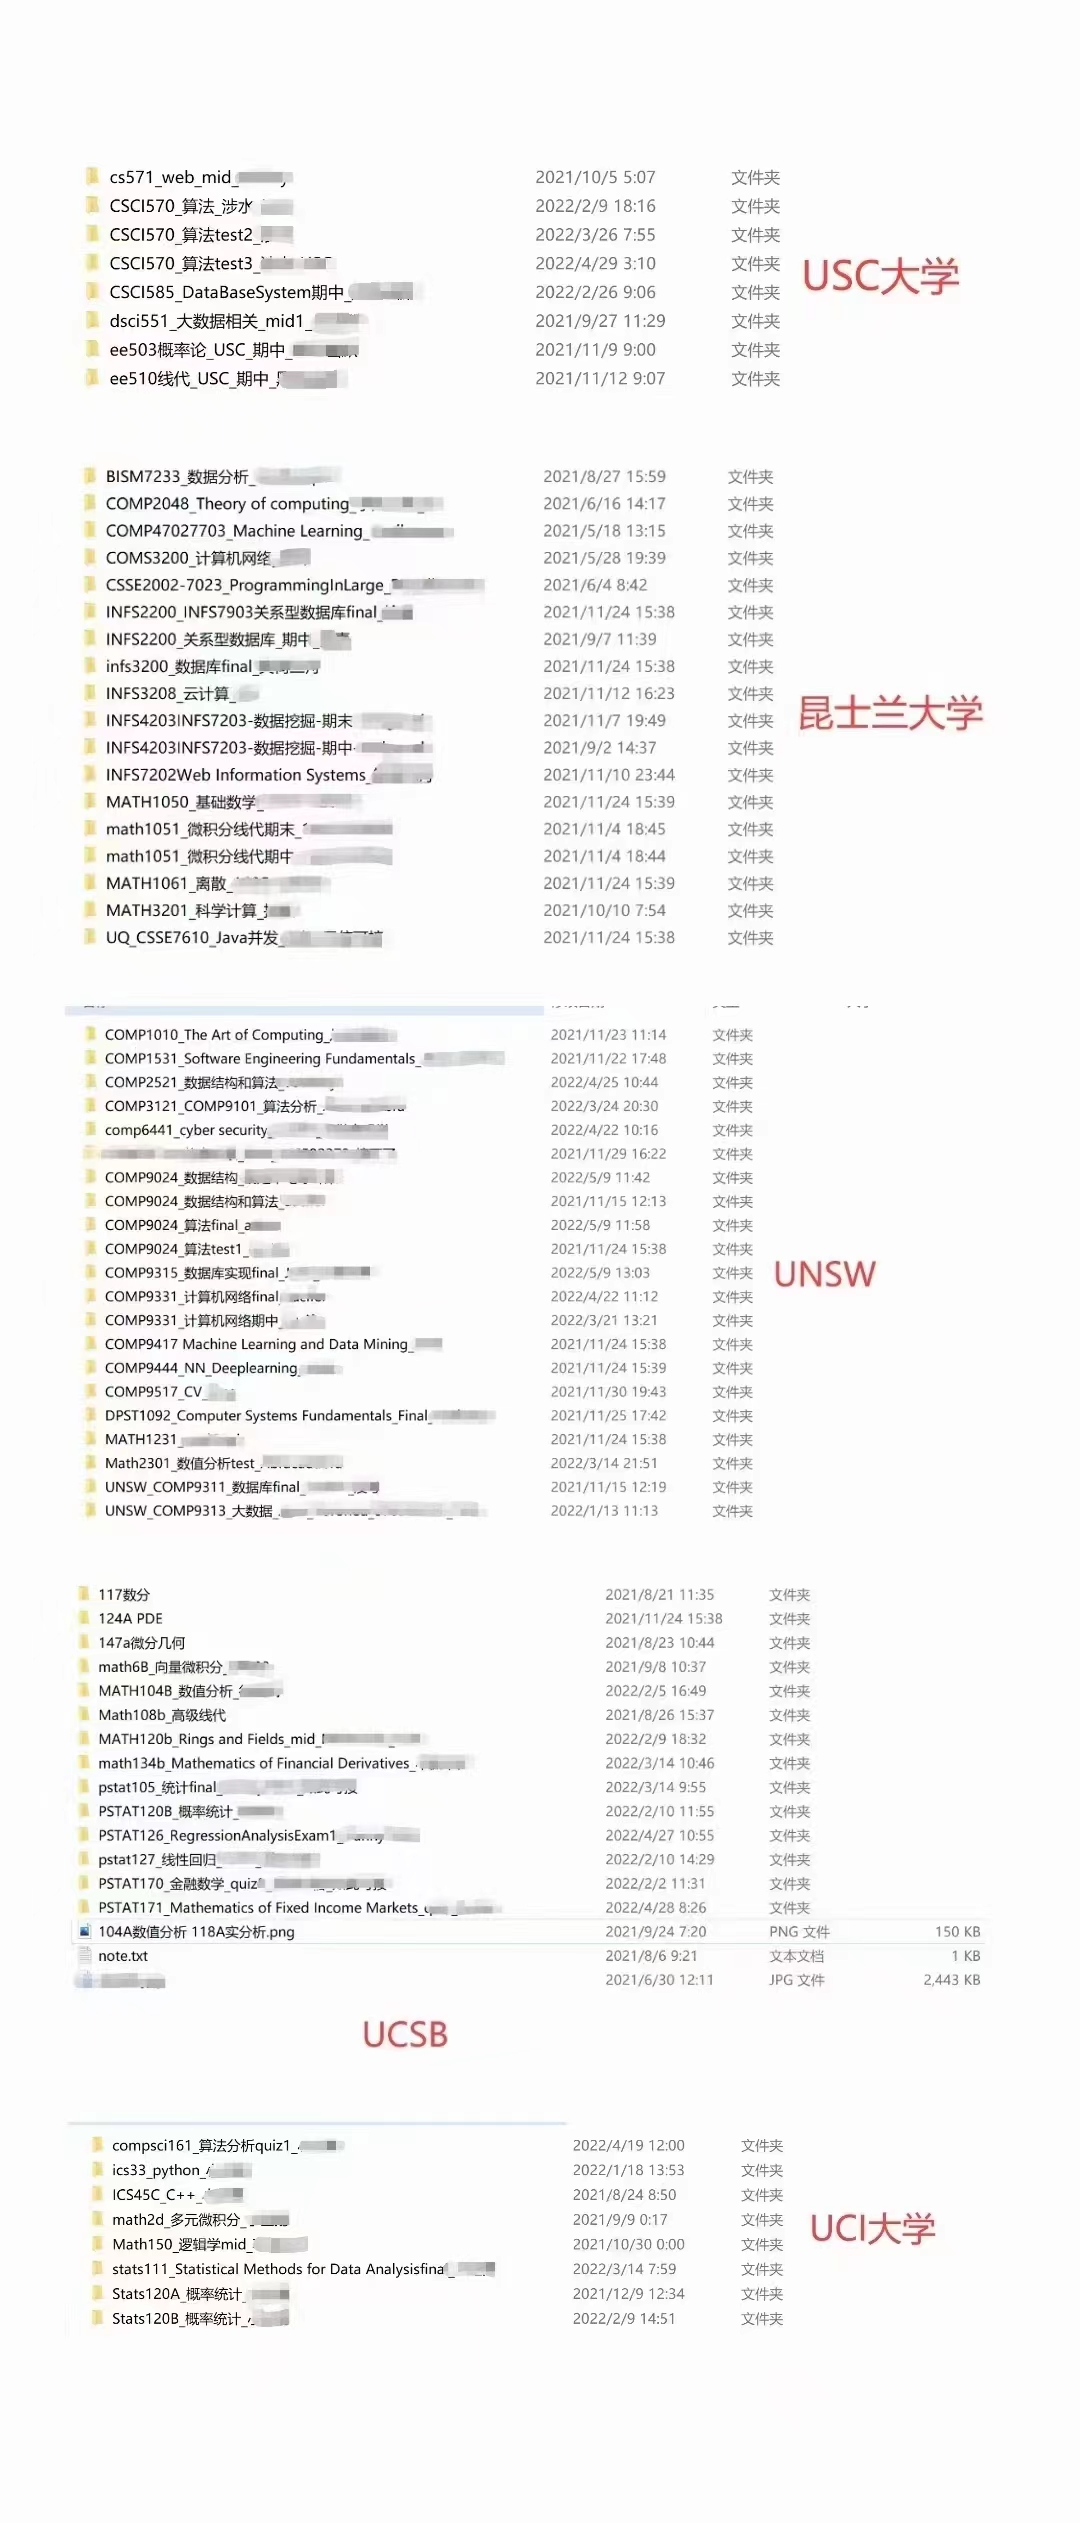 cs571_web_mid_ 2021/10/5 5:07 文件夹
CSCI570_算法_涉水 2022/2/9 18:16 文件夹
CSCI570_算法test2_ 2022/3/26 7:55 文件夹
CSCI570_算法test3_ 2022/4/29 3:10 文件夹
USC大学
CSCI585_DataBaseSystem期中_ 2022/2/26 9:06 文件夹
dsci551_大数据相关_mid1_ 2021/9/27 11:29 文件夹
ee503概率论_USC_期中_ 2021/11/9 9:00 文件夹
ee510线代_USC_期中_ 2021/11/12 9:07 文件夹
BISM7233_数据分析_ 2021/8/27 15:59 文件夹
COMP2048_Theory of computing_ 2021/6/16 14:17 文件夹
COMP47027703_Machine Learning_ 2021/5/18 13:15 文件夹
COMS3200_计算机网络_ 2021/5/28 19:39 文件夹
CSSE2002-7023_ProgrammingInLarge_ 2021/6/4 8:42 文件夹
INFS2200_INFS7903关系型数据库final_ 2021/11/24 15:38 文件夹
INFS2200_关系型数据库_期中_ 2021/9/7 11:39 文件夹
infs3200_数据库final_ 2021/11/24 15:38 文件夹
INFS3208_云计算_ 2021/11/12 16:23 文件夹
昆士兰大学
INFS4203INFS7203-数据挖掘-期末 2021/11/7 19:49 文件夹
INFS4203INFS7203-数据挖掘-期中- 2021/9/2 14:37 文件夹
INFS7202Web Information Systems_ 2021/11/10 23:44 文件夹
MATH1050_基础数学_ 2021/11/24 15:39 文件夹
math1051_微积分线代期末_ 2021/11/4 18:45 文件夹
math1051_微积分线代期中 2021/11/4 18:44 文件夹
MATH1061_离散_ 2021/11/24 15:39 文件夹
MATH3201_科学计算_ 2021/10/10 7:54 文件夹
UQ_CSSE7610_Java并发_ 2021/11/24 15:38 文件夹
COMP1010_The Art of Computing_ 2021/11/23 11:14 文件夹
COMP1531_Software Engineering Fundamentals_ 2021/11/22 17:48 文件夹
COMP2521_数据结构和算法_ 2022/4/25 10:44 文件夹
COMP3121_COMP9101_算法分析_ 2022/3/24 20:30 文件夹
comp6441_cyber security_ 2022/4/22 10:16 文件夹
2021/11/29 16:22 文件夹
COMP9024_数据结构_ 2022/5/9 11:42 文件夹
COMP9024_数据结构和算法_ 2021/11/15 12:13 文件夹
COMP9024_算法final_ 2022/5/9 11:58 文件夹
COMP9024_算法test1_ 2021/11/24 15:38 文件夹
COMP9315_数据库实现final_ 2022/5/9 13:03 文件夹
UNSW
COMP9331_计算机网络final_ 2022/4/22 11:12 文件夹
COMP9331_计算机网络期中_ 2022/3/21 13:21 文件夹
COMP9417 Machine Learning and Data Mining_ 2021/11/24 15:38 文件夹
COMP9444_NN_Deeplearning_ 2021/11/24 15:39 文件夹
COMP9517_CV_ 2021/11/30 19:43 文件夹
DPST1092_Computer Systems Fundamentals_Final_ 2021/11/25 17:42 文件夹
MATH1231_ 2021/11/24 15:38 文件夹
Math2301_数值分析test_ 2022/3/14 21:51 文件夹
UNSW_COMP9311_数据库final_ 2021/11/15 12:19 文件夹
UNSW_COMP9313_大数据_ 2022/1/13 11:13 文件夹
117数分 2021/8/21 11:35 文件夹
124A PDE 2021/11/24 15:38 文件夹
147a微分几何 2021/8/23 10:44 文件夹
math6B_向量微积分_ 2021/9/8 10:37 文件夹
MATH104B_数值分析_ 2022/2/5 16:49 文件夹
Math108b_高级线代 2021/8/26 15:37 文件夹
MATH120b_Rings and Fields_mid_ 2022/2/9 18:32 文件夹
math134b_Mathematics of Financial Derivatives_ 2022/3/14 10:46 文件夹
pstat105_统计final_ 2022/3/14 9:55 文件夹
PSTAT120B_概率统计_ 2022/2/10 11:55 文件夹
PSTAT126_RegressionAnalysisExam1_ 2022/4/27 10:55 文件夹
pstat127_线性回归_ 2022/2/10 14:29 文件夹
PSTAT170_金融数学_quiz 2022/2/2 11:31 文件夹
PSTAT171_Mathematics of Fixed Income Markets_ 2022/4/28 8:26 文件夹
104A数值分析 118A实分析.png 2021/9/24 7:20 PNG 文件 150 KB
note.txt 2021/8/6 9:21 文本文档 1 KB
2021/6/30 12:11 JPG 文件 2,443 KB
UCSB
compsci161_算法分析quiz1_ 2022/4/19 12:00 文件夹
ics33_python_ 2022/1/18 13:53 文件夹
ICS45C_C++_ 2021/8/24 8:50 文件夹
math2d_多元微积分_ 2021/9/9 0:17 文件夹
UCI大学
Math150_逻辑学mid_ 2021/10/30 0:00 文件夹
stats111_Statistical Methods for Data Analysisfinal_ 2022/3/14 7:59 文件夹
Stats120A_概率统计_ 2021/12/9 12:34 文件夹
Stats120B_概率统计_ 2022/2/9 14:51 文件夹